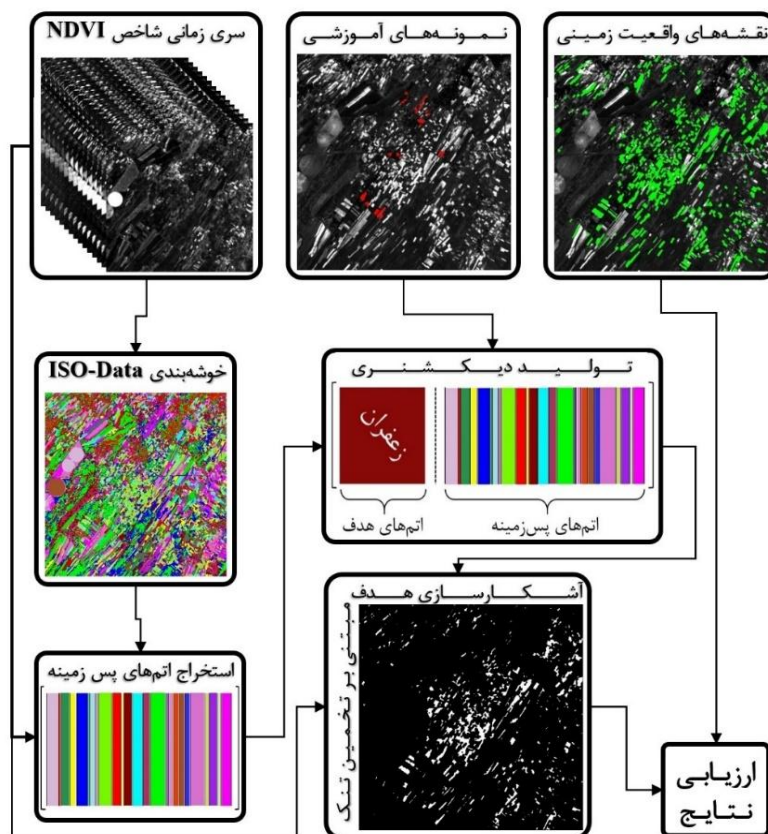 سری زمانی شاخص NDVI
نمونه‌های آموزشی
نقشه‌های واقعیت زمینی
خوشه‌بندی ISO-Data
تولید دیکشنری
زعفران
اتم‌های هدف
اتم‌های پس‌زمینه
استخراج اتم‌های پس زمینه
آشکارسازی هدف
مبتنی بر تخمین تنک
ارزیابی
نتایج